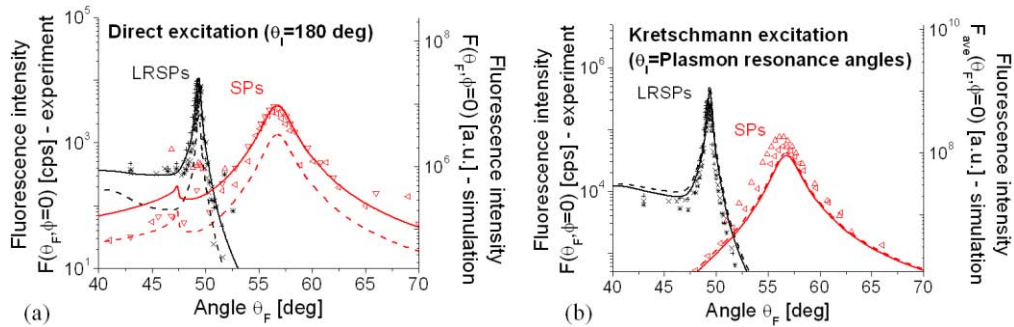 Direct excitation (θI=180 deg)
LRSPs
SPs
Fluorescence intensity
F(θF,ϕ=0) [cps] - experiment
10^5
10^3
10^1
Fluorescence intensity
F(θF,ϕ=0) [a.u.] - simulation
10^8
10^6
40 45 50 55 60 65 70
Angle θF [deg]
(a)
Kretschmann excitation
(θI=Plasmon resonance angles)
LRSPs
SPs
Fluorescence intensity
F(θF,ϕ=0) [cps] - experiment
10^6
10^4
Fluorescence intensity
Fave(θF,ϕ=0) [a.u.] - simulation
10^10
10^8
40 45 50 55 60 65 70
Angle θF [deg]
(b)